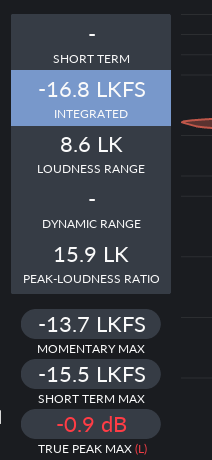 -
SHORT TERM
-16.8 LKFS
INTEGRATED
8.6 LK
LOUDNESS RANGE
-
DYNAMIC RANGE
15.9 LK
PEAK-LOUDNESS RATIO
-13.7 LKFS
MOMENTARY MAX
-15.5 LKFS
SHORT TERM MAX
-0.9 dB
TRUE PEAK MAX (L)